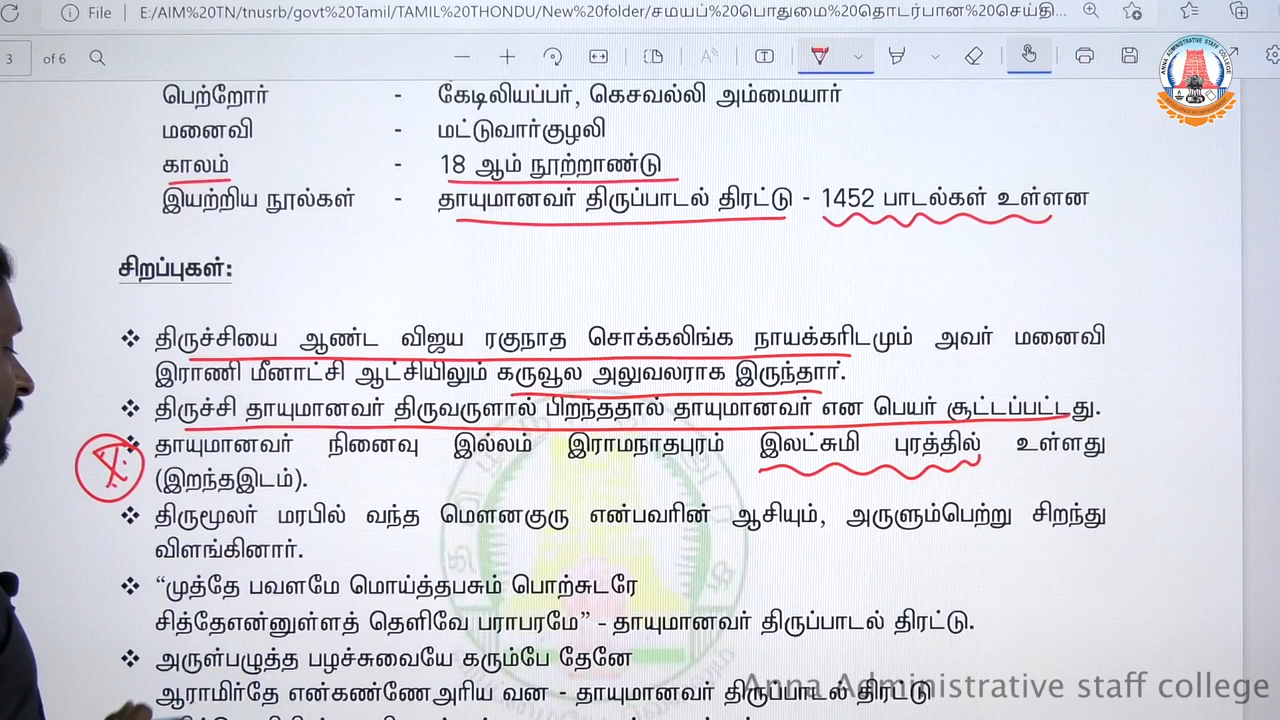 File | E:/AIM%20TN/tnusrb/govt%20Tamil/TAMIL%20THONDU/New%20folder/சமயப்%20பொதுமை%20தொடர்பான%20செய்தி...
3 of 6
பெற்றோர் - கேடிலியப்பர், கெசவல்லி அம்மையார்
மனைவி - மட்டுவார்குழலி
காலம் - 18 ஆம் நூற்றாண்டு
இயற்றிய நூல்கள் - தாயுமானவர் திருப்பாடல் திரட்டு - 1452 பாடல்கள் உள்ளன
சிறப்புகள்:
❖ திருச்சியை ஆண்ட விஜய ரகுநாத சொக்கலிங்க நாயக்கரிடமும் அவர் மனைவி
இராணி மீனாட்சி ஆட்சியிலும் கருவூல அலுவலராக இருந்தார்.
❖ திருச்சி தாயுமானவர் திருவருளால் பிறந்ததால் தாயுமானவர் என பெயர் சூட்டப்பட்டது.
❖ தாயுமானவர் நினைவு இல்லம் இராமநாதபுரம் இலட்சுமி புரத்தில் உள்ளது
(இறந்தஇடம்).
❖ திருமூலர் மரபில் வந்த மௌனகுரு என்பவரின் ஆசியும், அருளும்பெற்று சிறந்து
விளங்கினார்.
❖ “முத்தே பவளமே மொய்த்தபசும் பொற்சுடரே
சித்தேஎன்னுள்ளத் தெளிவே பராபரமே” - தாயுமானவர் திருப்பாடல் திரட்டு.
❖ அருள்பழுத்த பழச்சுவையே கரும்பே தேனே
ஆராமிர்தே என்கண்ணேஅரிய வன - தாயுமானவர் திருப்பாடல் திரட்டு
Anna Administrative staff college